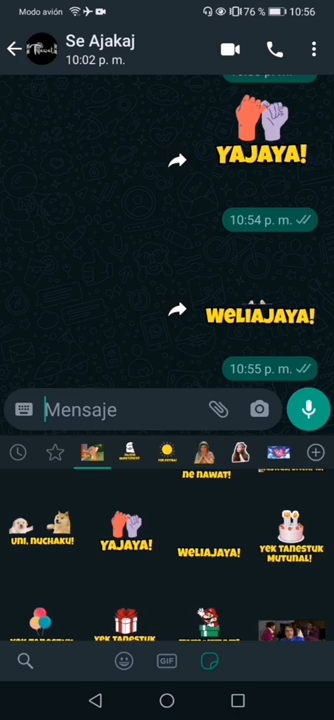 Modo avión 76 % 10:56
Se Ajakaj
10:02 p. m.
YAJAYA!
10:54 p. m.
WELIAJAYA!
10:55 p. m.
Mensaje
NE NAWAT!
UNI, NUCHAKU!
YAJAYA!
WELIAJAYA!
YEK TANESTUK
MUTUNAL!
YEK TANESTUK
GIF